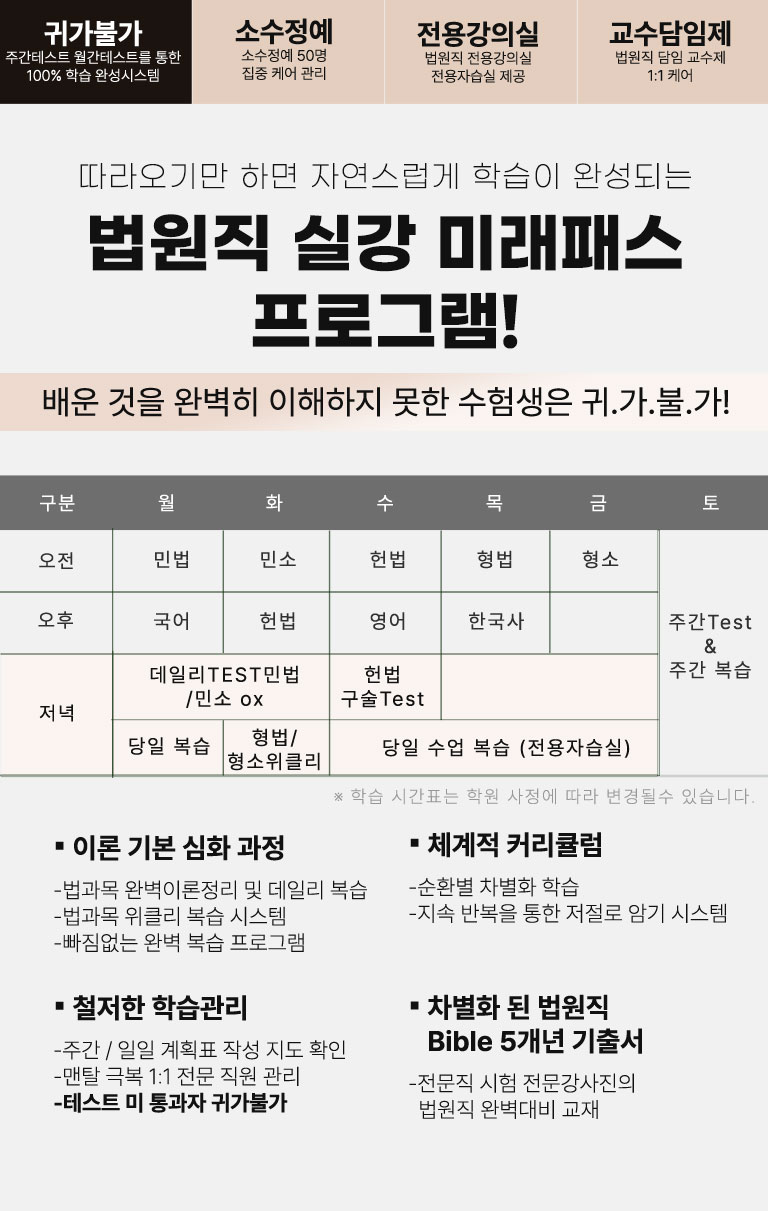 귀가불가
주간테스트 월간테스트를 통한
100% 학습 완성시스템
소수정예
소수정예 50명
집중 케어 관리
전용강의실
법원직 전용강의실
전용자습실 제공
교수담임제
법원직 담임 교수제
1:1 케어
따라오기만 하면 자연스럽게 학습이 완성되는
법원직 실강 미래패스
프로그램!
배운 것을 완벽히 이해하지 못한 수험생은 귀.가.불.가!
구분 월 화 수 목 금 토
오전 민법 민소 헌법 형법 형소
오후 국어 헌법 영어 한국사
주간Test
&
주간 복습
저녁
데일리TEST민법
/민소 ox
헌법
구술Test
당일 복습
형법/
형소위클리
당일 수업 복습 (전용자습실)
※ 학습 시간표는 학원 사정에 따라 변경될수 있습니다.
▪ 이론 기본 심화 과정
-법과목 완벽이론정리 및 데일리 복습
-법과목 위클리 복습 시스템
-빠짐없는 완벽 복습 프로그램
▪ 체계적 커리큘럼
-순환별 차별화 학습
-지속 반복을 통한 저절로 암기 시스템
▪ 철저한 학습관리
-주간 / 일일 계획표 작성 지도 확인
-맨탈 극복 1:1 전문 직원 관리
-테스트 미 통과자 귀가불가
▪ 차별화 된 법원직
Bible 5개년 기출서
-전문직 시험 전문강사진의
법원직 완벽대비 교재